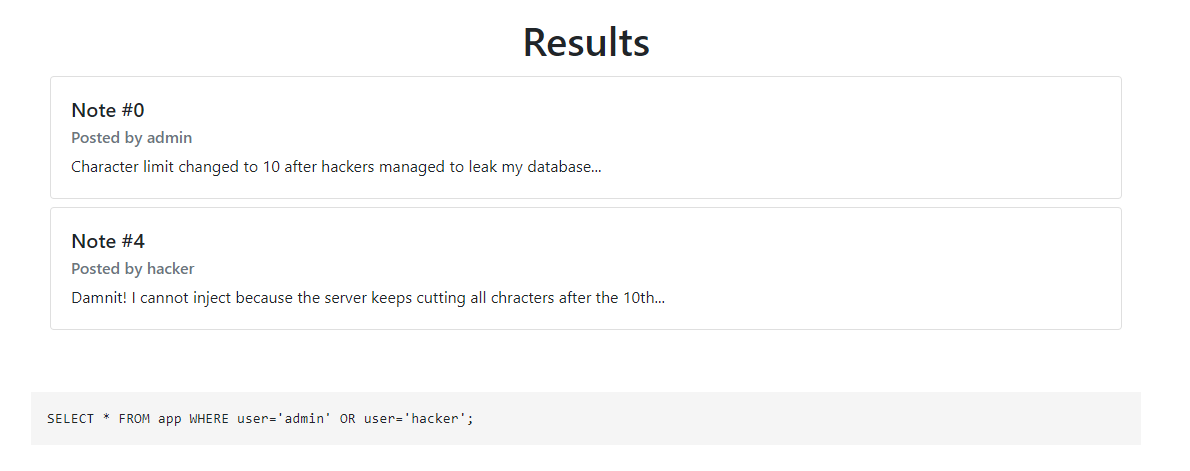 Results
Note #0
Posted by admin
Character limit changed to 10 after hackers managed to leak my database...
Note #4
Posted by hacker
Damnit! I cannot inject because the server keeps cutting all chracters after the 10th...
SELECT * FROM app WHERE user='admin' OR user='hacker';